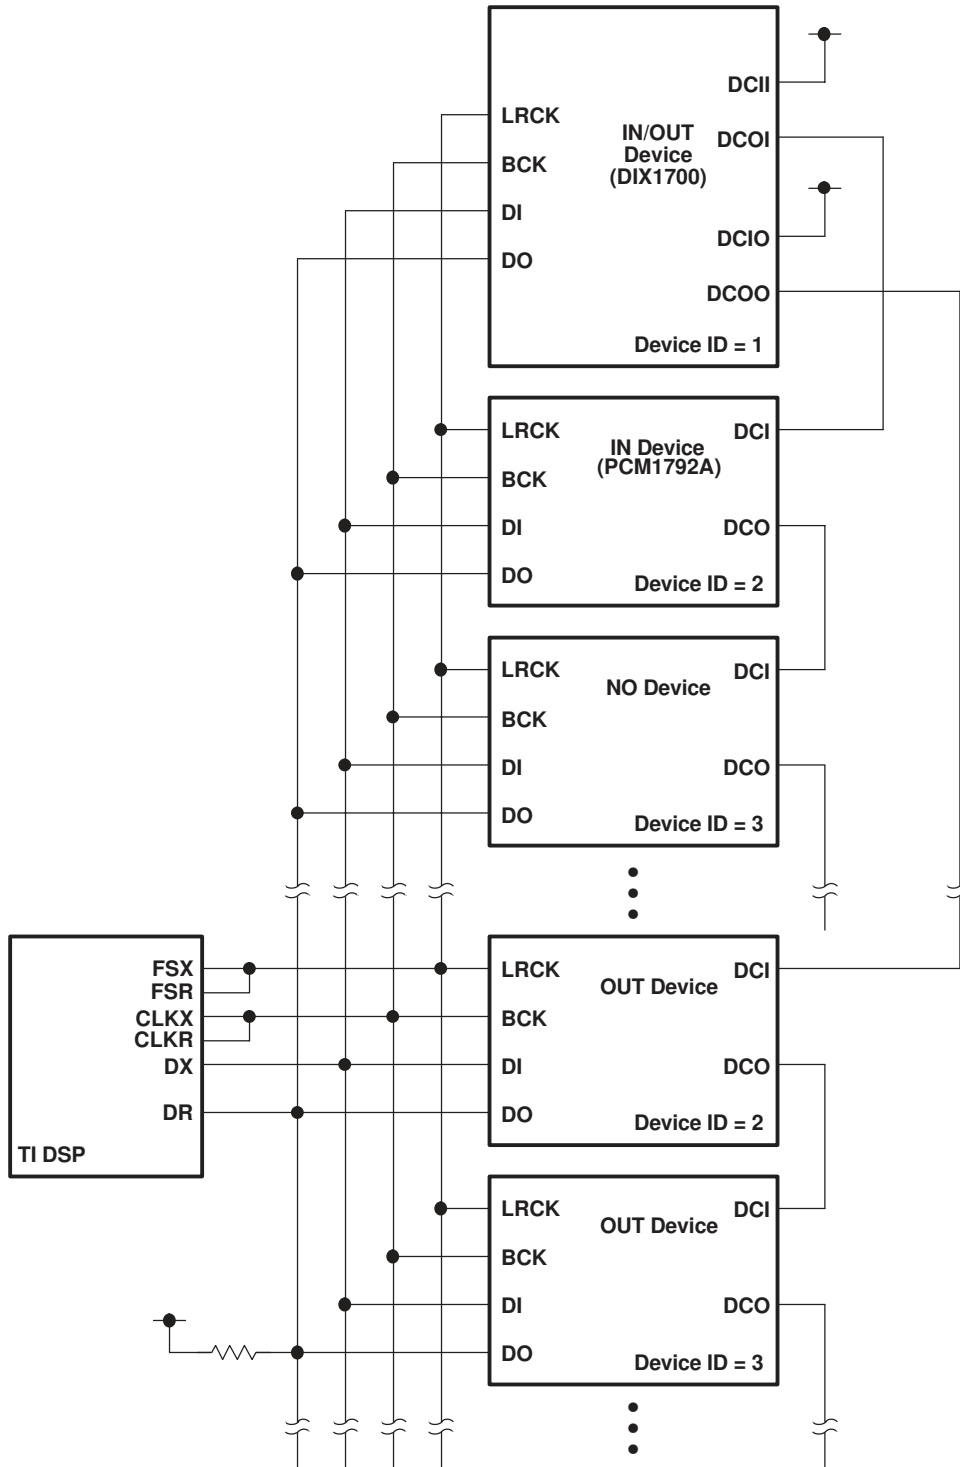 DCII
LRCK
IN/OUT
Device
(DIX1700)
DCOI
BCK
DI
DCIO
DO
DCOO
Device ID = 1
LRCK
IN Device
(PCM1792A)
DCI
BCK
DI
DCO
DO
Device ID = 2
LRCK
NO Device
DCI
BCK
DI
DCO
DO
Device ID = 3
FSX
FSR
CLKX
CLKR
DX
DR
TI DSP
LRCK
OUT Device
DCI
BCK
DI
DCO
DO
Device ID = 2
LRCK
OUT Device
DCI
BCK
DI
DCO
DO
Device ID = 3